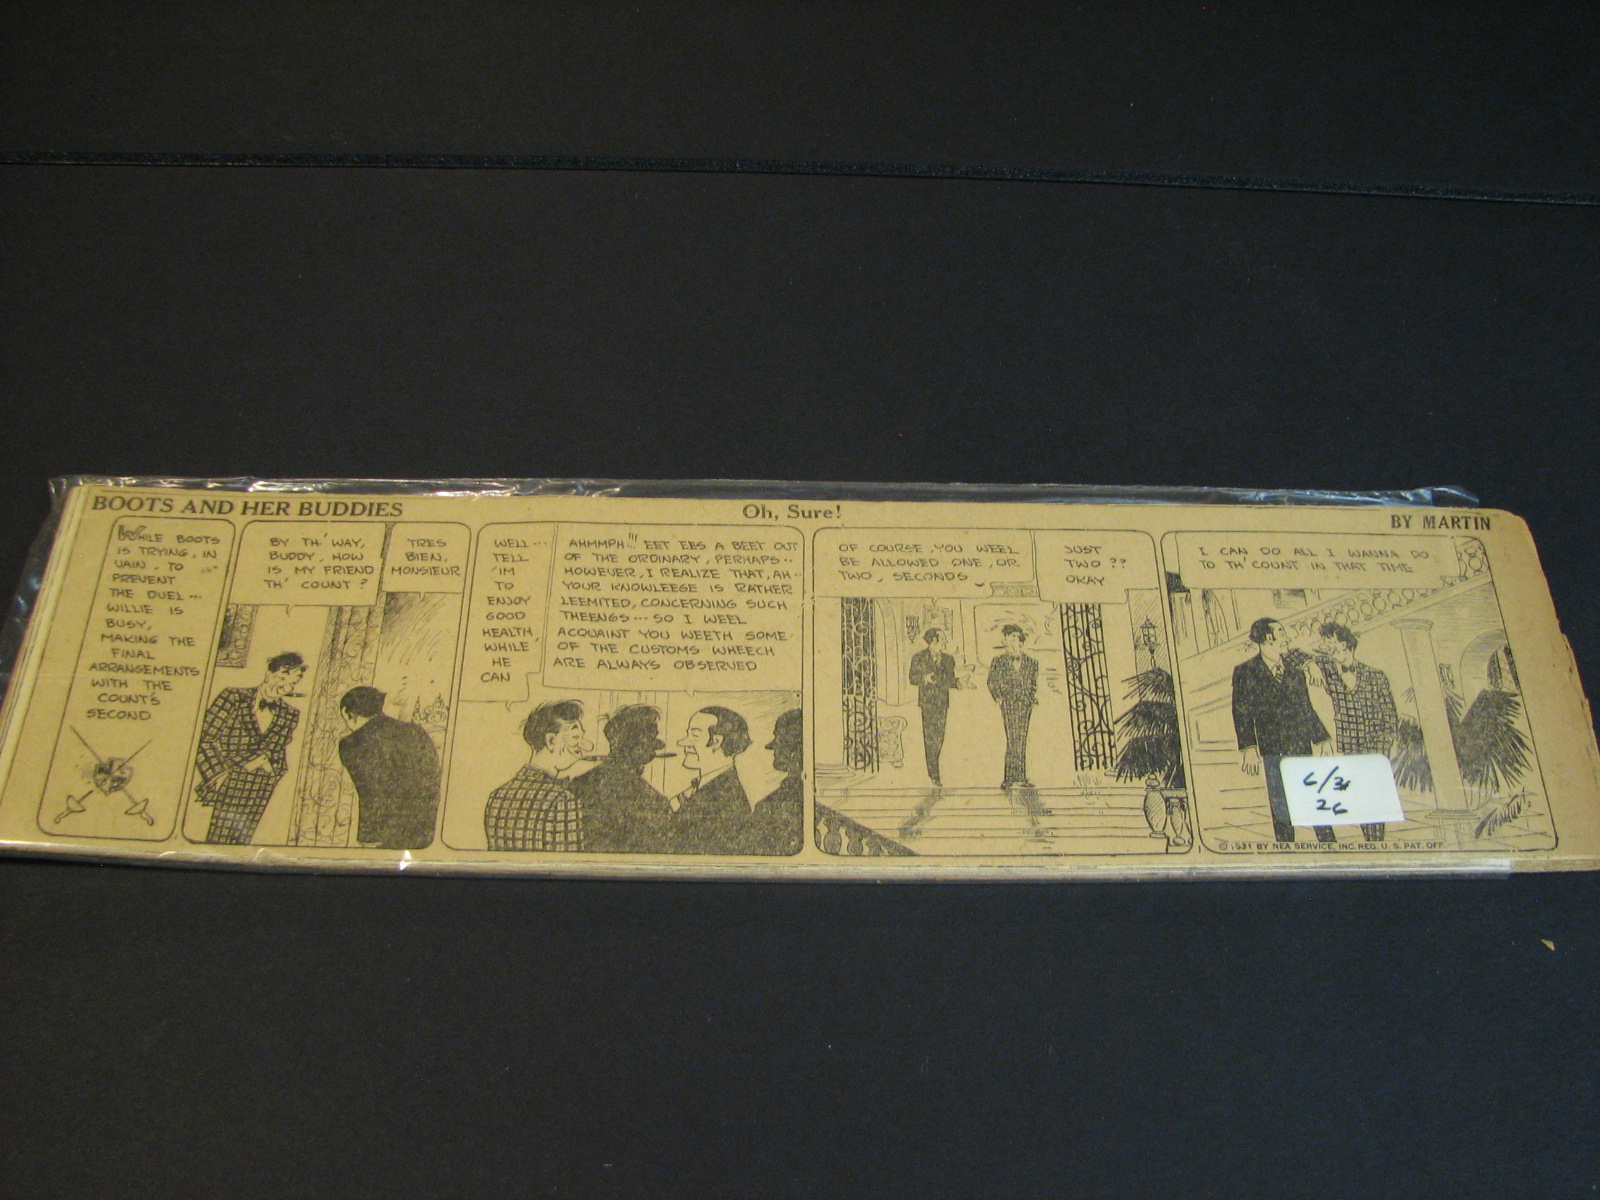 BOOTS AND HER BUDDIES
Oh, Sure!
BY MARTIN
WHILE BOOTS
IS TRYING, IN
VAIN, TO
PREVENT
THE DUEL...
WILLIE IS
BUSY,
MAKING THE
FINAL
ARRANGEMENTS
WITH THE
COUNT'S
SECOND
BY TH' WAY,
BUDDY, HOW
IS MY FRIEND
TH' COUNT?
TRES
BIEN,
MONSIEUR
WELL...
TELL
'IM
TO
ENJOY
GOOD
HEALTH,
WHILE
HE
CAN
AHMMPH!!! EET EES A BEET OUT
OF THE ORDINARY, PERHAPS..
HOWEVER, I REALIZE THAT, AH..
YOUR KNOWLEEGE IS RATHER
LEEMITED, CONCERNING SUCH
THEENGS... SO I WEEL
ACQUAINT YOU WEETH SOME
OF THE CUSTOMS WHEECH
ARE ALWAYS OBSERVED
OF COURSE, YOU WEEL
BE ALLOWED ONE, OR
TWO, SECONDS
JUST
TWO??
OKAY
I CAN DO ALL I WANNA DO
TO TH' COUNT IN THAT TIME
6/31
26
Martin
© 1931 BY NEA SERVICE, INC. REG. U. S. PAT. OFF.